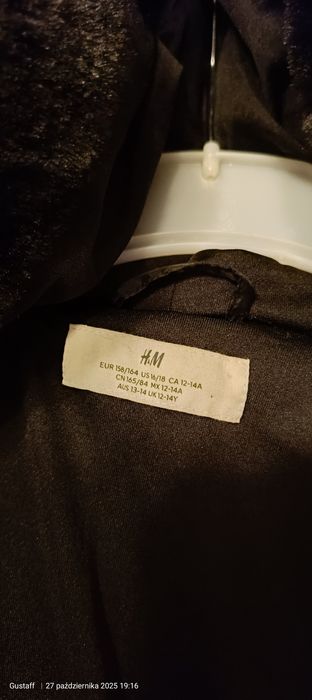 H&M
EUR 158/164 US 16/18 CA 12-14A
CN 165/84 MX 12-14A
AUS 13-14 UK 12-14Y
Gustaff | 27 października 2025 19:16